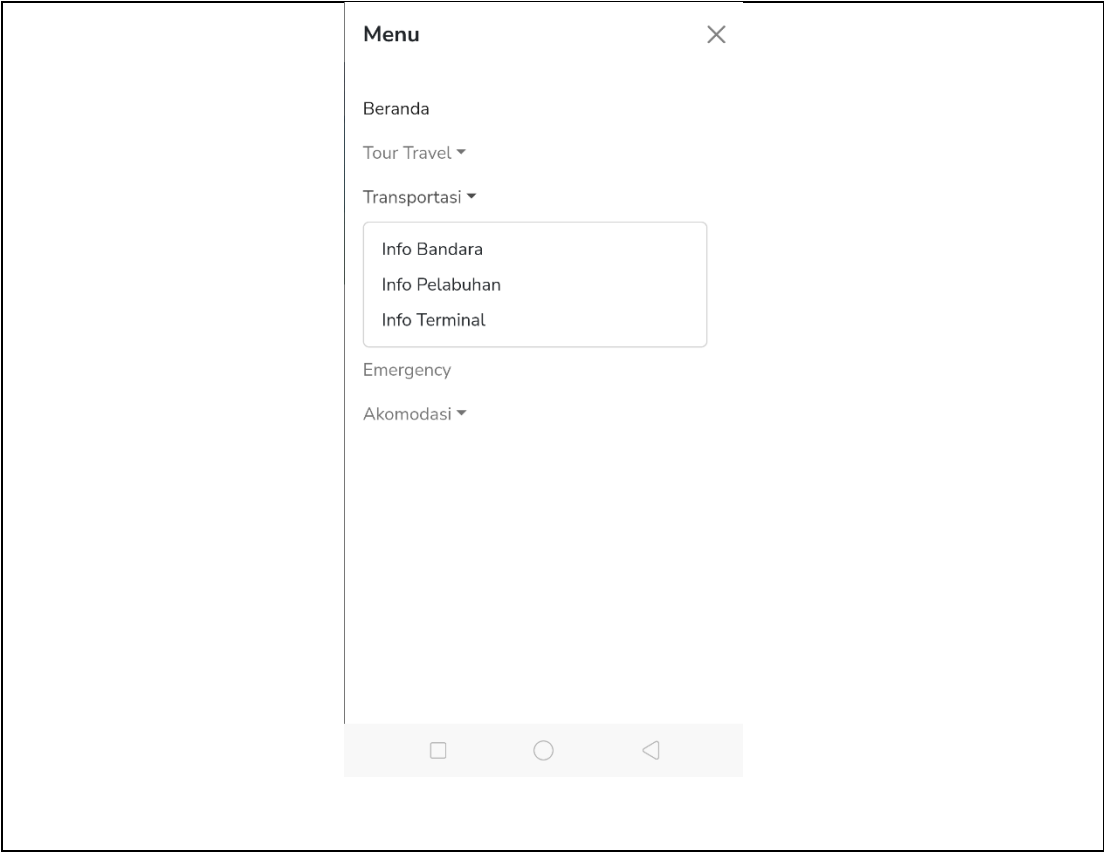 Menu
Beranda
Tour Travel
Transportasi
Info Bandara
Info Pelabuhan
Info Terminal
Emergency
Akomodasi